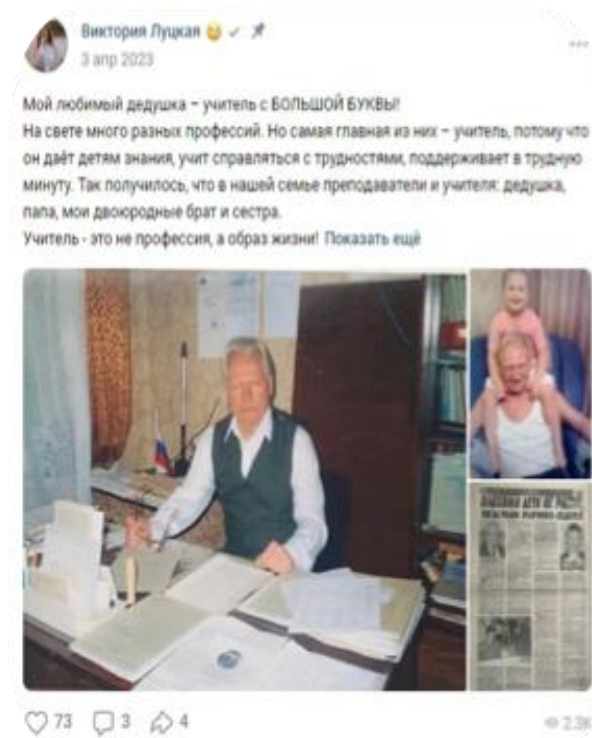 Виктория Луцкая
3 апр 2023
Мой любимый дедушка – учитель с БОЛЬШОЙ БУКВЫ!
На свете много разных профессий. Но самая главная из них – учитель, потому что
он даёт детям знания, учит справляться с трудностями, поддерживает в трудную
минуту. Так получилось, что в нашей семье преподаватели и учителя: дедушка,
папа, мои двоюродные брат и сестра.
Учитель - это не профессия, а образ жизни! Показать ещё
73 3 4 2.3K